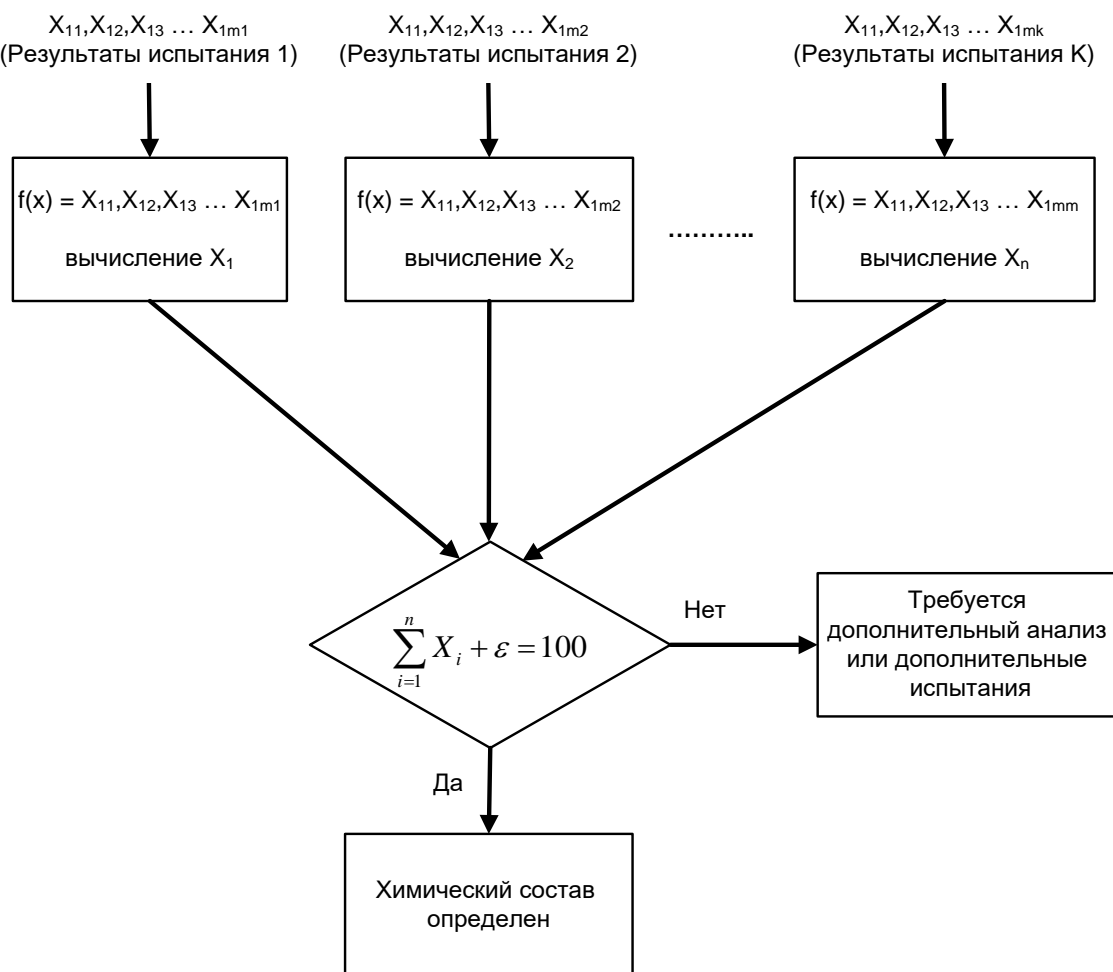 X₁₁,X₁₂,X₁₃ … X₁ₘ₁
(Результаты испытания 1)
X₁₁,X₁₂,X₁₃ … X₁ₘ₂
(Результаты испытания 2)
X₁₁,X₁₂,X₁₃ … X₁ₘₖ
(Результаты испытания K)
f(x) = X₁₁,X₁₂,X₁₃ … X₁ₘ₁
вычисление X₁
f(x) = X₁₁,X₁₂,X₁₃ … X₁ₘ₂
вычисление X₂
...........
f(x) = X₁₁,X₁₂,X₁₃ … X₁ₘₘ
вычисление Xₙ
n
∑ Xᵢ + ε = 100
i=1
Нет
Требуется
дополнительный анализ
или дополнительные
испытания
Да
Химический состав
определен